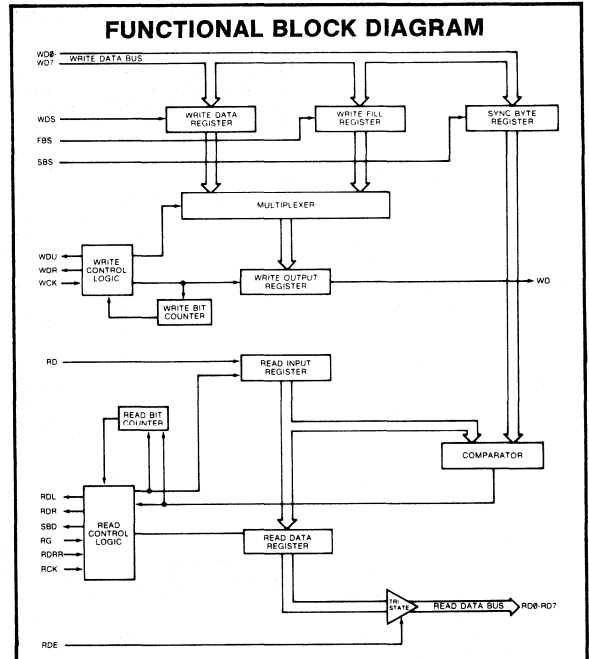 FUNCTIONAL BLOCK DIAGRAM
WD0-
WD7
WRITE DATA BUS
WDS
WRITE DATA
REGISTER
WRITE FILL
REGISTER
SYNC BYTE
REGISTER
FBS
SBS
MULTIPLEXER
WDU
WDR
WCK
WRITE
CONTROL
LOGIC
WRITE OUTPUT
REGISTER
WD
WRITE BIT
COUNTER
RD
READ INPUT
REGISTER
READ BIT
COUNTER
COMPARATOR
RDL
RDR
SBD
RG
RDRR
RCK
READ
CONTROL
LOGIC
READ DATA
REGISTER
TRI
STATE
READ DATA BUS
RD0-RD7
RDE